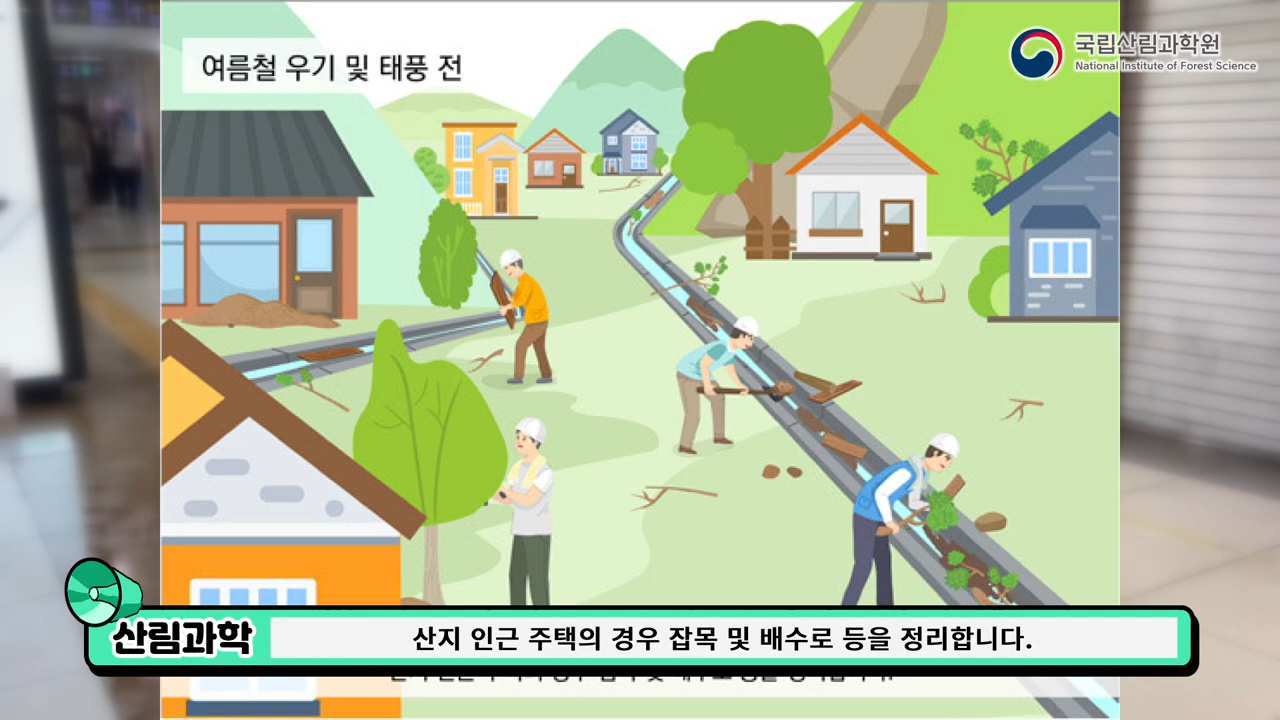 여름철 우기 및 태풍 전
국립산림과학원
National Institute of Forest Science
산림과학
산지 인근 주택의 경우 잡목 및 배수로 등을 정리합니다.